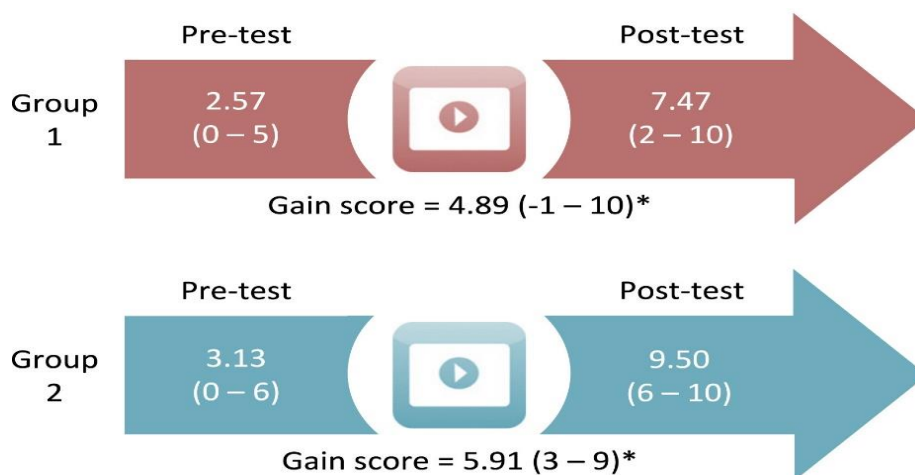 Pre-test
Post-test
Group 1
2.57
(0 – 5)
7.47
(2 – 10)
Gain score = 4.89 (-1 – 10)*
Pre-test
Post-test
Group 2
3.13
(0 – 6)
9.50
(6 – 10)
Gain score = 5.91 (3 – 9)*